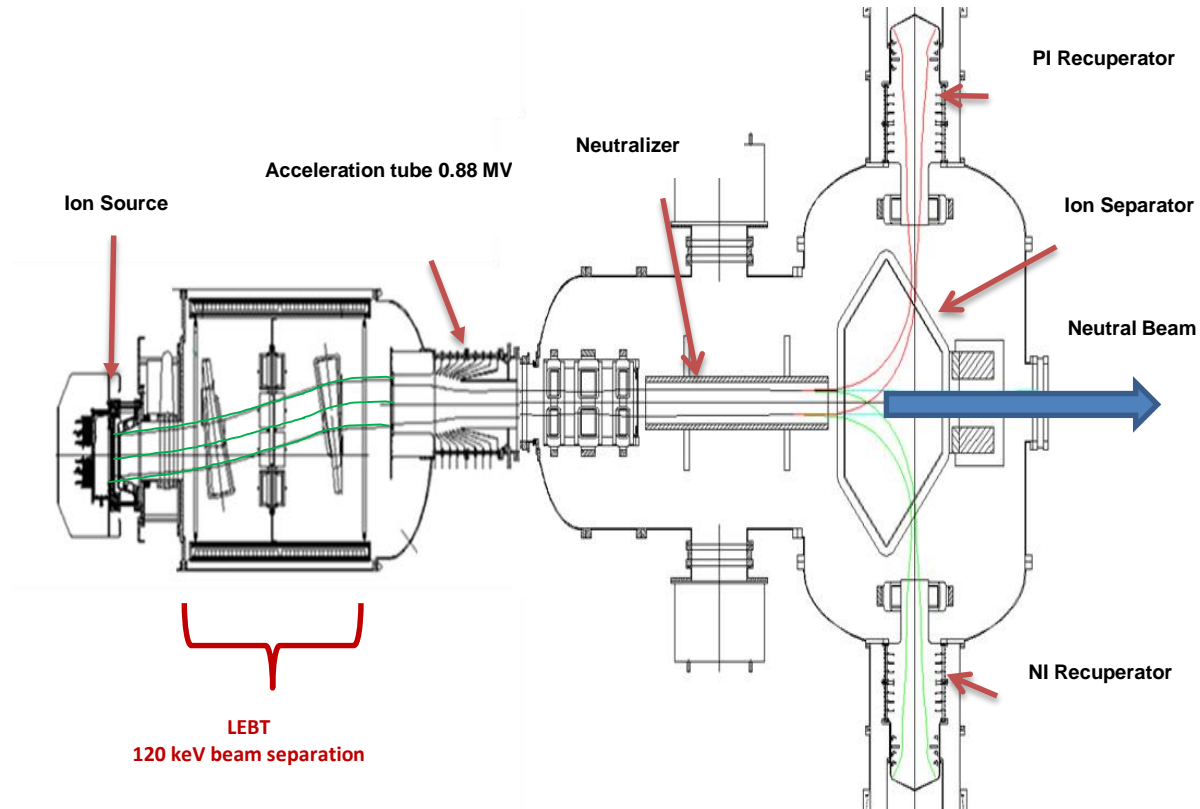 PI Recuperator
Neutralizer
Acceleration tube 0.88 MV
Ion Source
Ion Separator
Neutral Beam
NI Recuperator
LEBT
120 keV beam separation